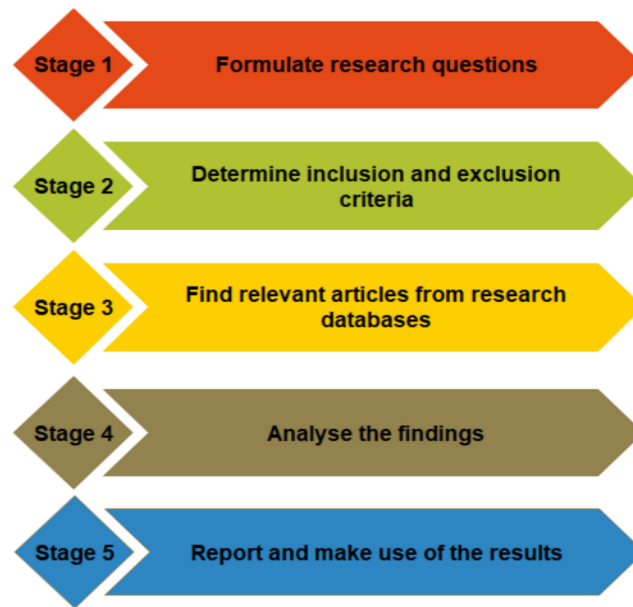 Stage 1
Formulate research questions
Stage 2
Determine inclusion and exclusion
criteria
Stage 3
Find relevant articles from research
databases
Stage 4
Analyse the findings
Stage 5
Report and make use of the results